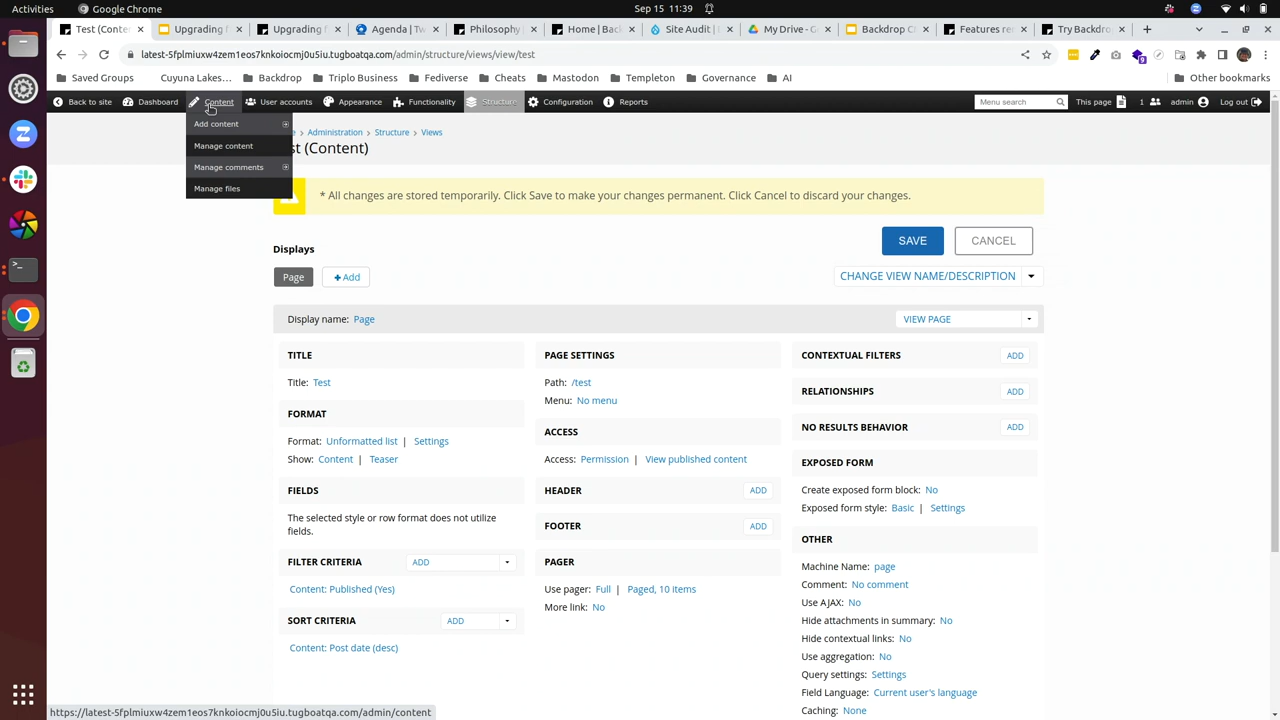 Activities
Sep 15 11:39
Test (Conte
Upgrading
Upgrading f
Agenda | Tw
Philosophy
Home | Back
Site Audit |
My Drive - G
Backdrop C
Features re
Try Backdro
latest-5fplmiuxw4zem1eos7knkoiocmj0u5iu.tugboatqa.com/admin/structure/views/view/test
9
Saved Groups
Cuyuna Lakes...
Backdrop
Triplo Business
Fediverse
Cheats
Mastodon
Templeton
Governance
AI
Other bookmarks
Back to site
Dashboard
Content
User accounts
Appearance
Functionality
Structure
Configuration
Reports
Menu search
This page
1
admin
Log out
Add content
Manage content
Manage comments
Manage files
e > Administration > Structure > Views
st (Content)
* All changes are stored temporarily. Click Save to make your changes permanent. Click Cancel to discard your changes.
SAVE
CANCEL
Displays
Page
+ Add
CHANGE VIEW NAME/DESCRIPTION
Display name: Page
VIEW PAGE
TITLE
Title: Test
FORMAT
Format: Unformatted list | Settings
Show: Content | Teaser
FIELDS
The selected style or row format does not utilize
fields.
FILTER CRITERIA
ADD
Content: Published (Yes)
SORT CRITERIA
ADD
Content: Post date (desc)
PAGE SETTINGS
Path: /test
Menu: No menu
ACCESS
Access: Permission | View published content
HEADER
ADD
FOOTER
ADD
PAGER
Use pager: Full | Paged, 10 items
More link: No
CONTEXTUAL FILTERS
ADD
RELATIONSHIPS
ADD
NO RESULTS BEHAVIOR
ADD
EXPOSED FORM
Create exposed form block: No
Exposed form style: Basic | Settings
OTHER
Machine Name: page
Comment: No comment
Use AJAX: No
Hide attachments in summary: No
Hide contextual links: No
Use aggregation: No
Query settings: Settings
Field Language: Current user's language
Caching: None
https://latest-5fplmiuxw4zem1eos7knkoiocmj0u5iu.tugboatqa.com/admin/content